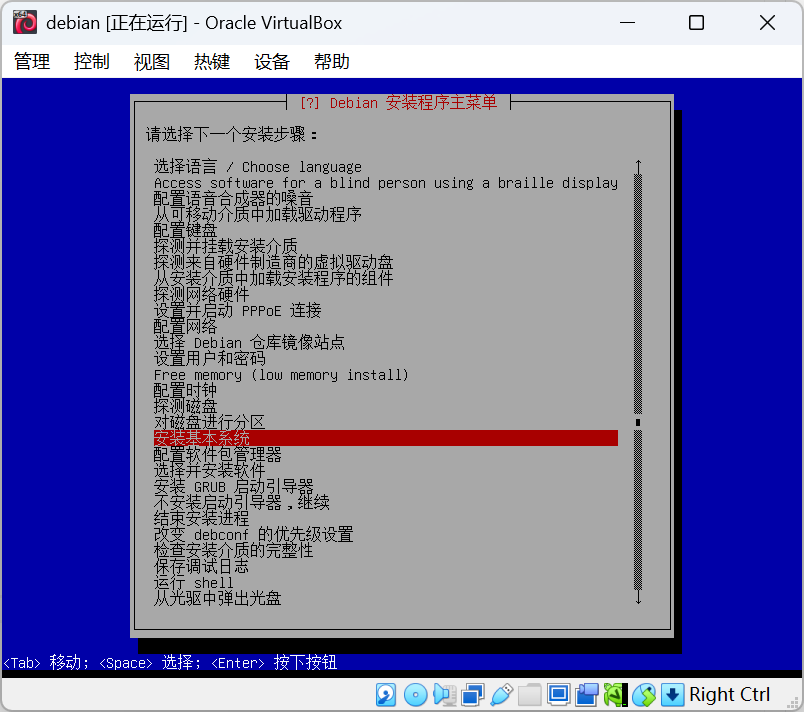 debian [正在运行] - Oracle VirtualBox
管理 控制 视图 热键 设备 帮助
[?] Debian 安装程序主菜单
请选择下一个安装步骤：
选择语言 / Choose language
Access software for a blind person using a braille display
配置语音合成器的嗓音
从可移动介质中加载驱动程序
配置键盘
探测并挂载安装介质
探测来自硬件制造商的虚拟驱动盘
从安装介质中加载安装程序的组件
探测网络硬件
设置并启动 PPPoE 连接
配置网络
选择 Debian 仓库镜像站点
设置用户和密码
Free memory (low memory install)
配置时钟
探测磁盘
对磁盘进行分区
安装基本系统
配置软件包管理器
选择并安装软件
安装 GRUB 启动引导器
不安装启动引导器，继续
结束安装进程
改变 debconf 的优先级设置
检查安装介质的完整性
保存调试日志
运行 shell
从光驱中弹出光盘
<Tab> 移动; <Space> 选择; <Enter> 按下按钮
Right Ctrl